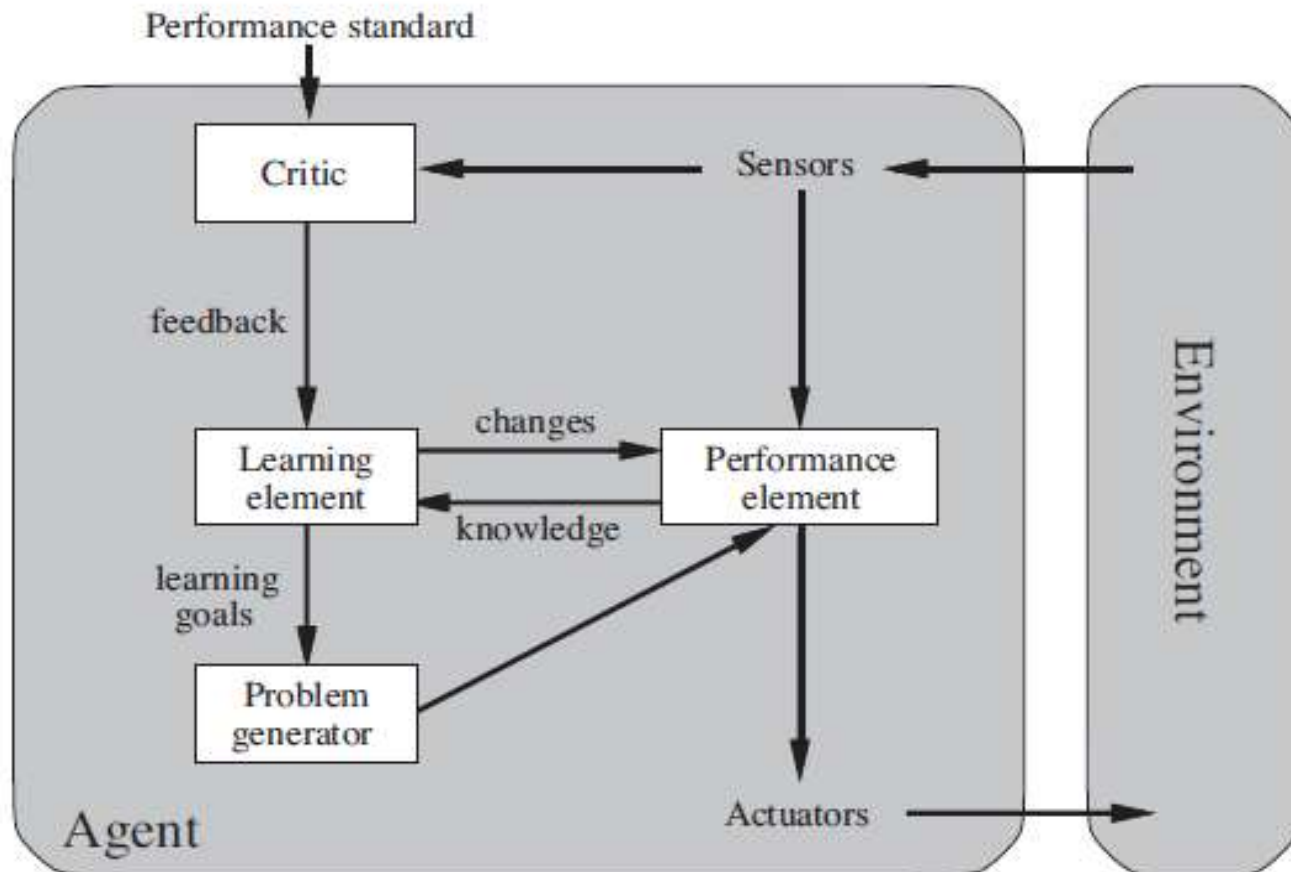 Performance standard
Critic
Sensors
feedback
Environment
changes
Learning
element
Performance
element
knowledge
learning
goals
Problem
generator
Actuators
Agent